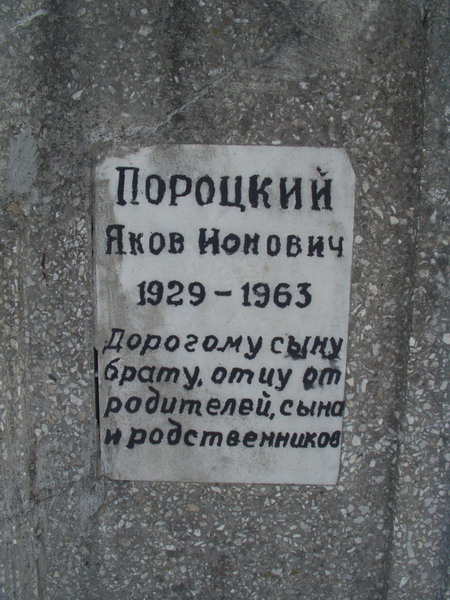 ПОРОЦКИЙ
Яков Ионович
1929 - 1963
Дорогому сыну
брату, отцу от
родителей, сына
и родственников